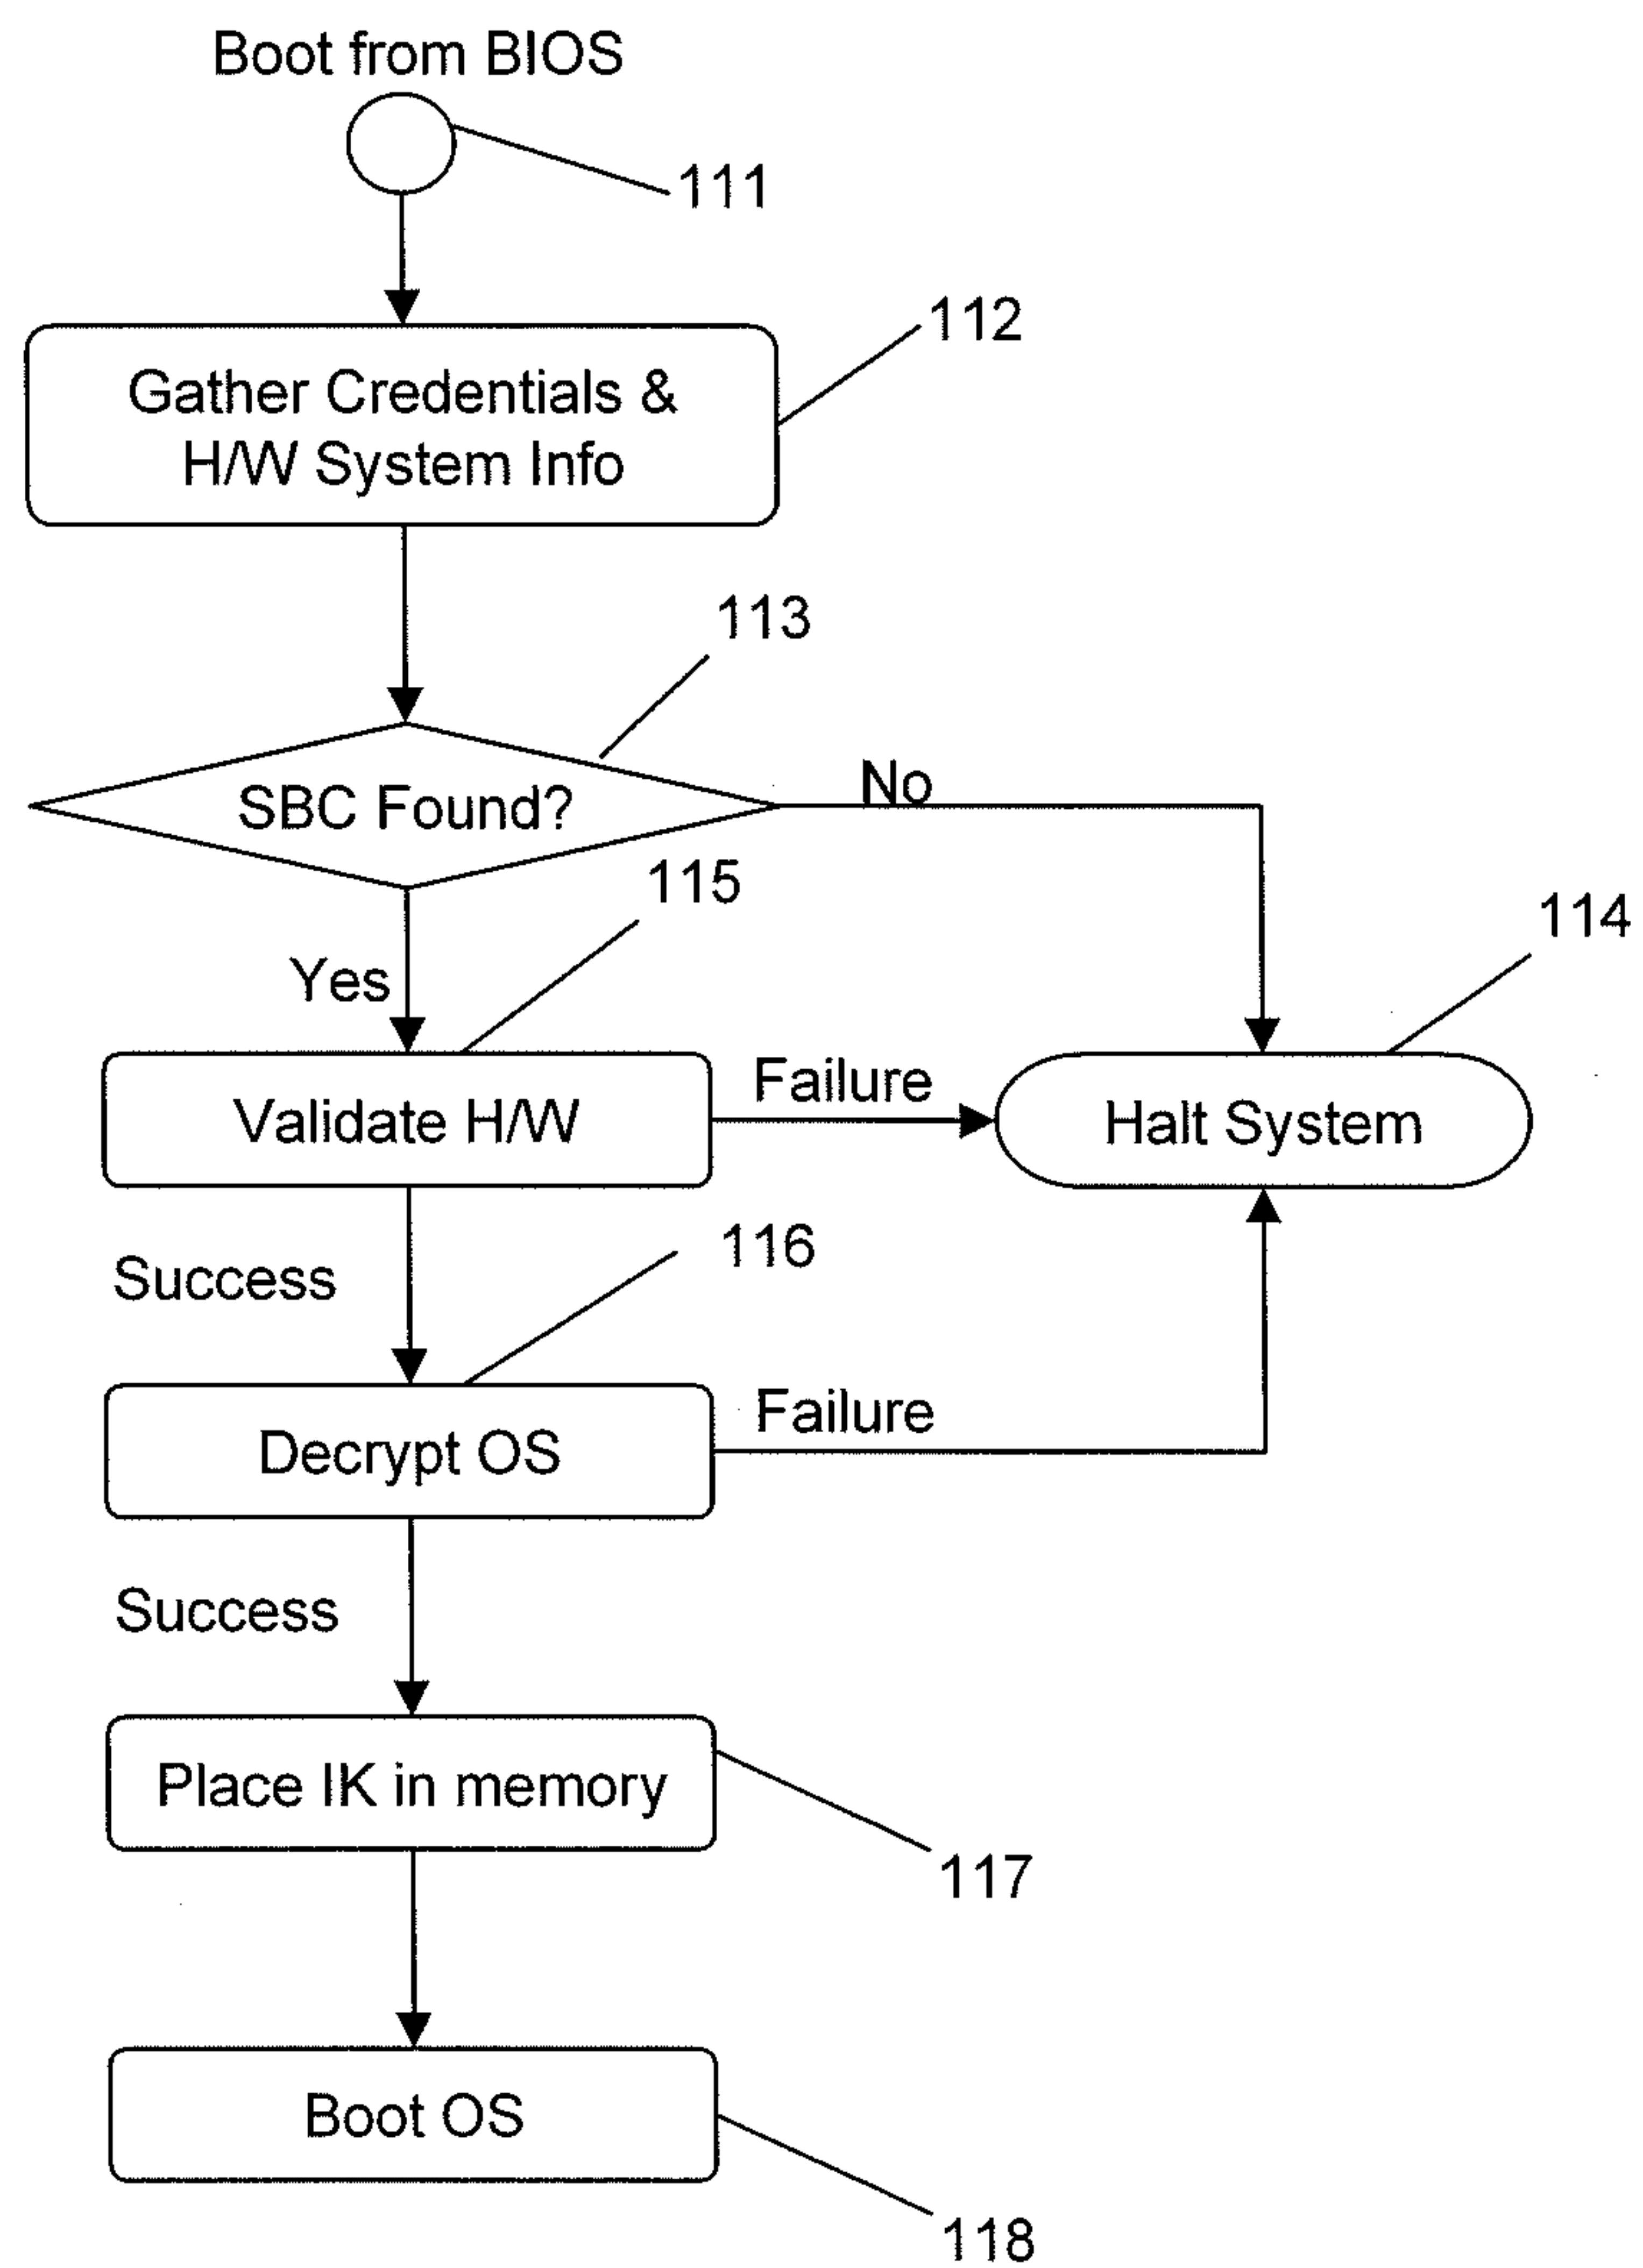 Boot from BIOS
111
112
Gather Credentials &
H/W System Info
113
No
SBC Found?
115
114
Yes
Failure
Validate H/W
Halt System
116
Success
Failure
Decrypt OS
Success
Place IK in memory
117
Boot OS
118